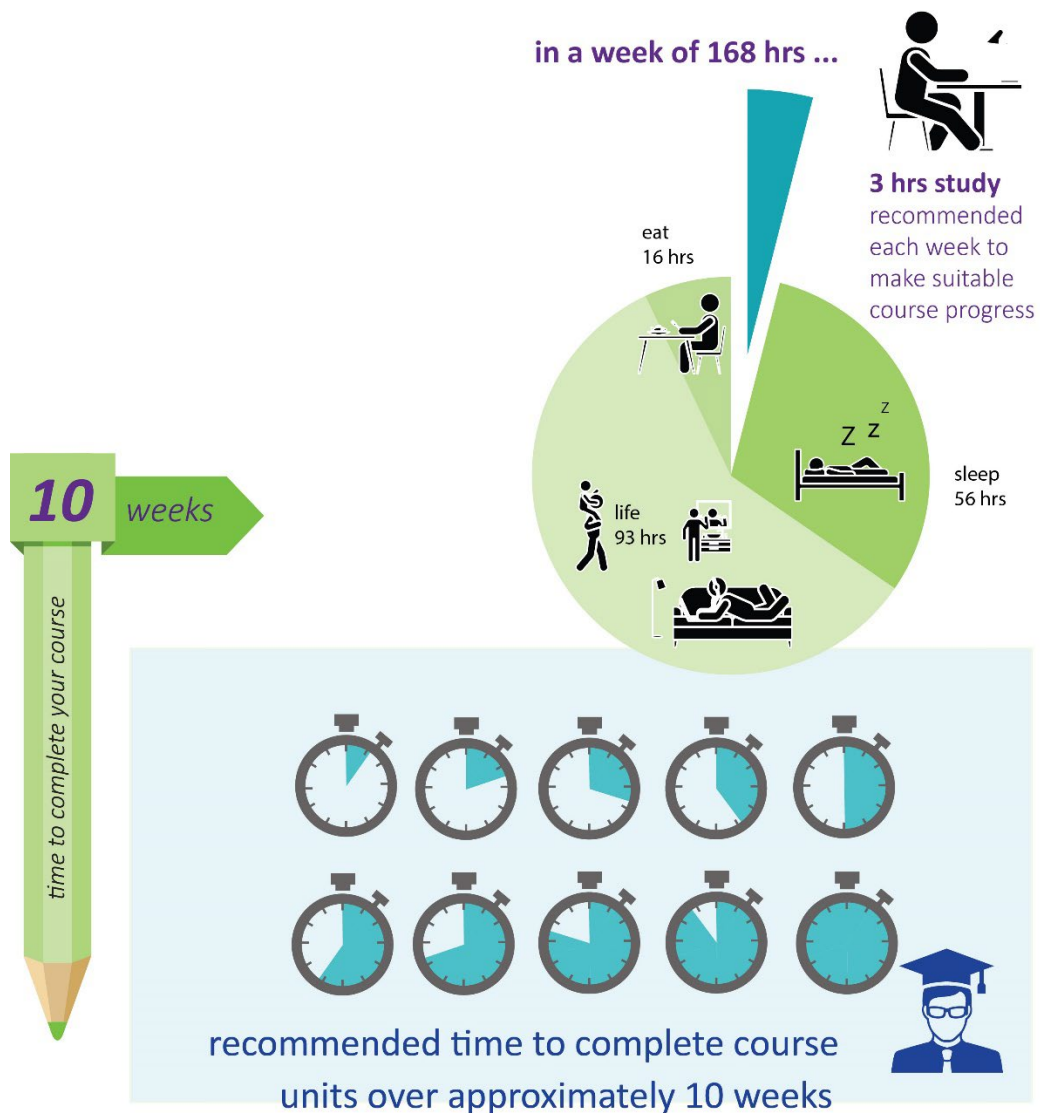 in a week of 168 hrs ...
3 hrs study
recommended
each week to
make suitable
course progress
eat
16 hrs
Z z z
sleep
56 hrs
life
93 hrs
10 weeks
time to complete your course
recommended time to complete course
units over approximately 10 weeks